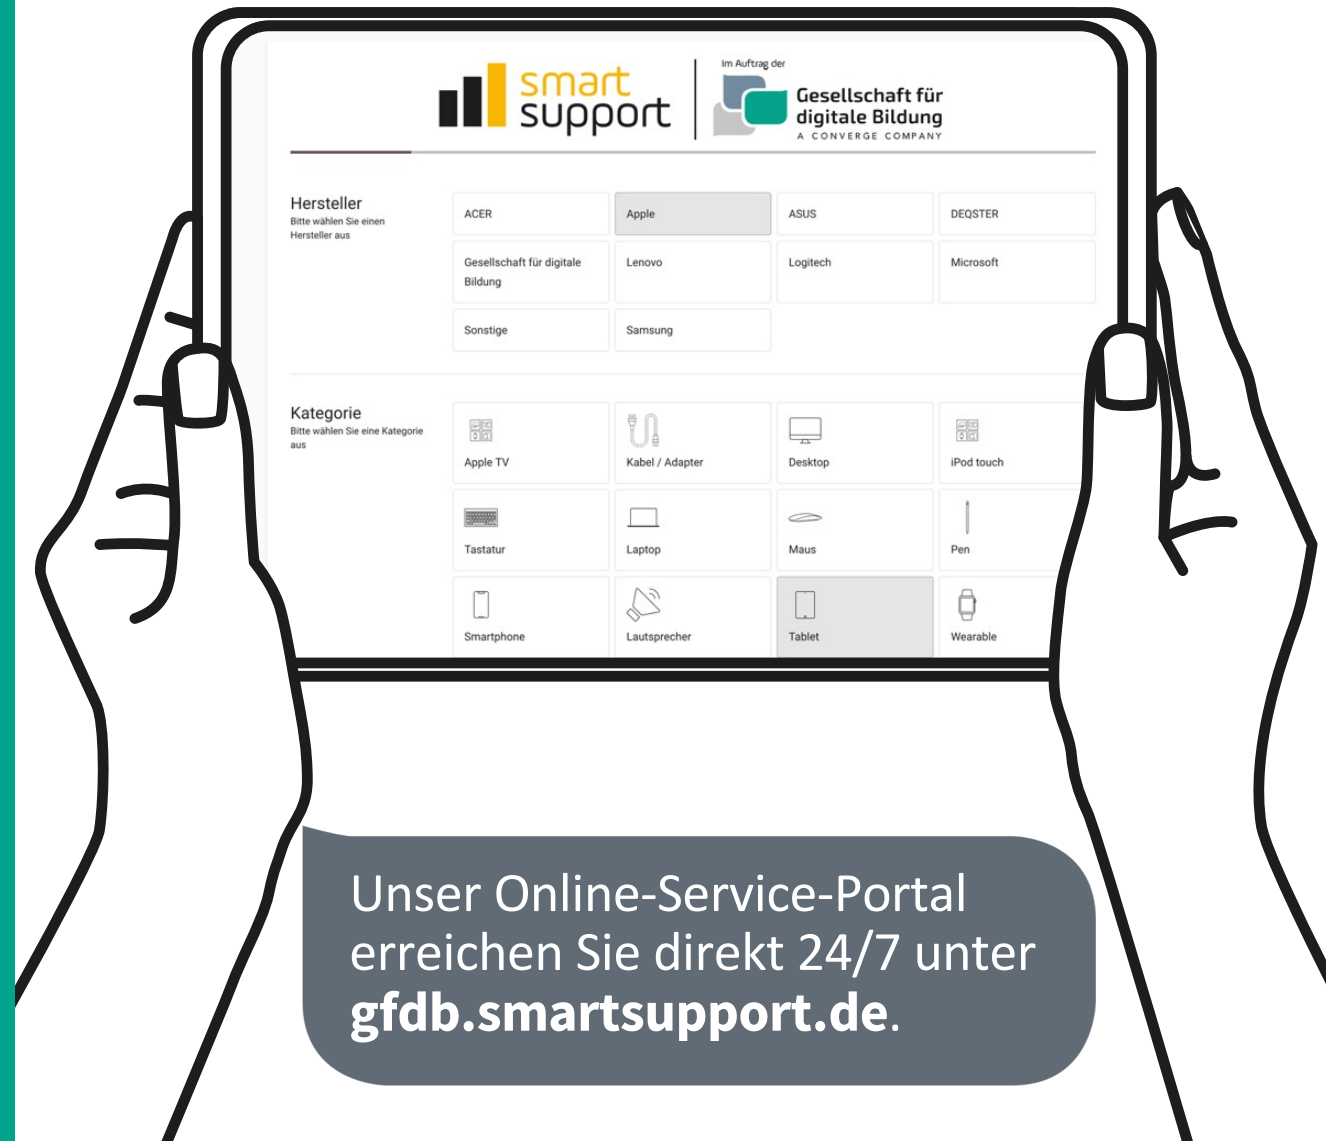 smart
support
Im Auftrag der
Gesellschaft für
digitale Bildung
A CONVERGE COMPANY
Hersteller
Bitte wählen Sie einen
Hersteller aus
ACER
Apple
ASUS
DEQSTER
Gesellschaft für digitale
Bildung
Lenovo
Logitech
Microsoft
Sonstige
Samsung
Kategorie
Bitte wählen Sie eine Kategorie
aus
Apple TV
Kabel / Adapter
Desktop
iPod touch
Tastatur
Laptop
Maus
Pen
Smartphone
Lautsprecher
Tablet
Wearable
Unser Online-Service-Portal
erreichen Sie direkt 24/7 unter
gfdb.smartsupport.de.